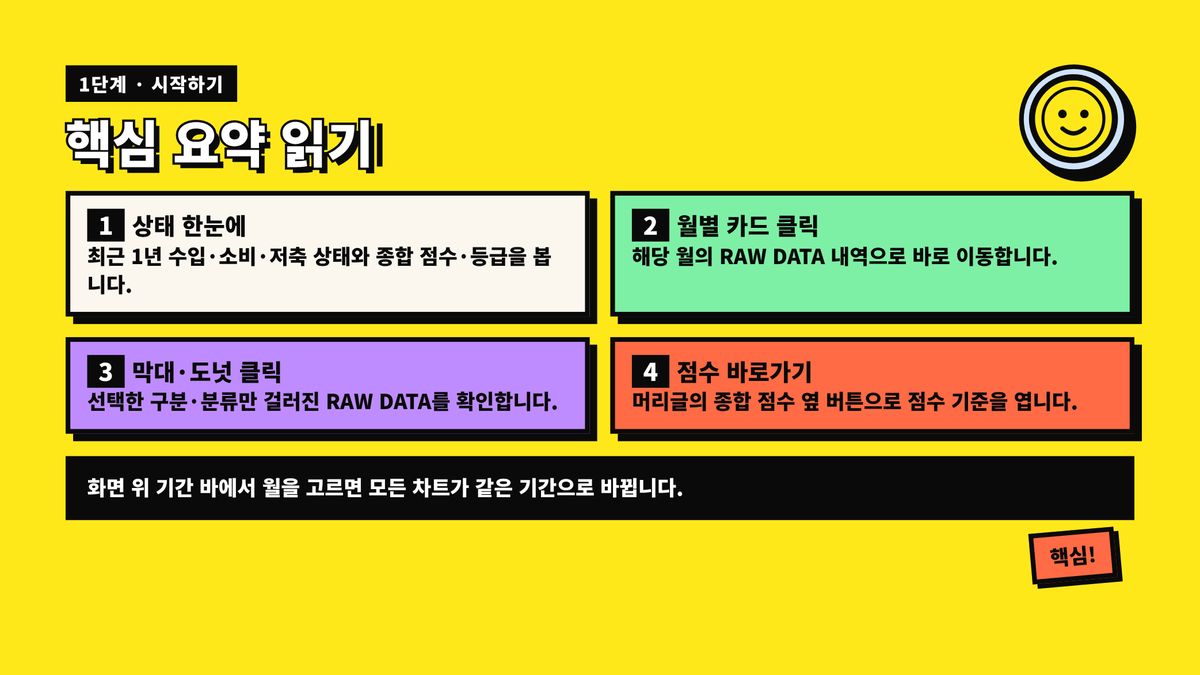 1단계 · 시작하기
핵심 요약 읽기
1 상태 한눈에
최근 1년 수입·소비·저축 상태와 종합 점수·등급을 봅
니다.
2 월별 카드 클릭
해당 월의 RAW DATA 내역으로 바로 이동합니다.
3 막대·도넛 클릭
선택한 구분·분류만 걸러진 RAW DATA를 확인합니다.
4 점수 바로가기
머리글의 종합 점수 옆 버튼으로 점수 기준을 엽니다.
화면 위 기간 바에서 월을 고르면 모든 차트가 같은 기간으로 바뀝니다.
핵심!